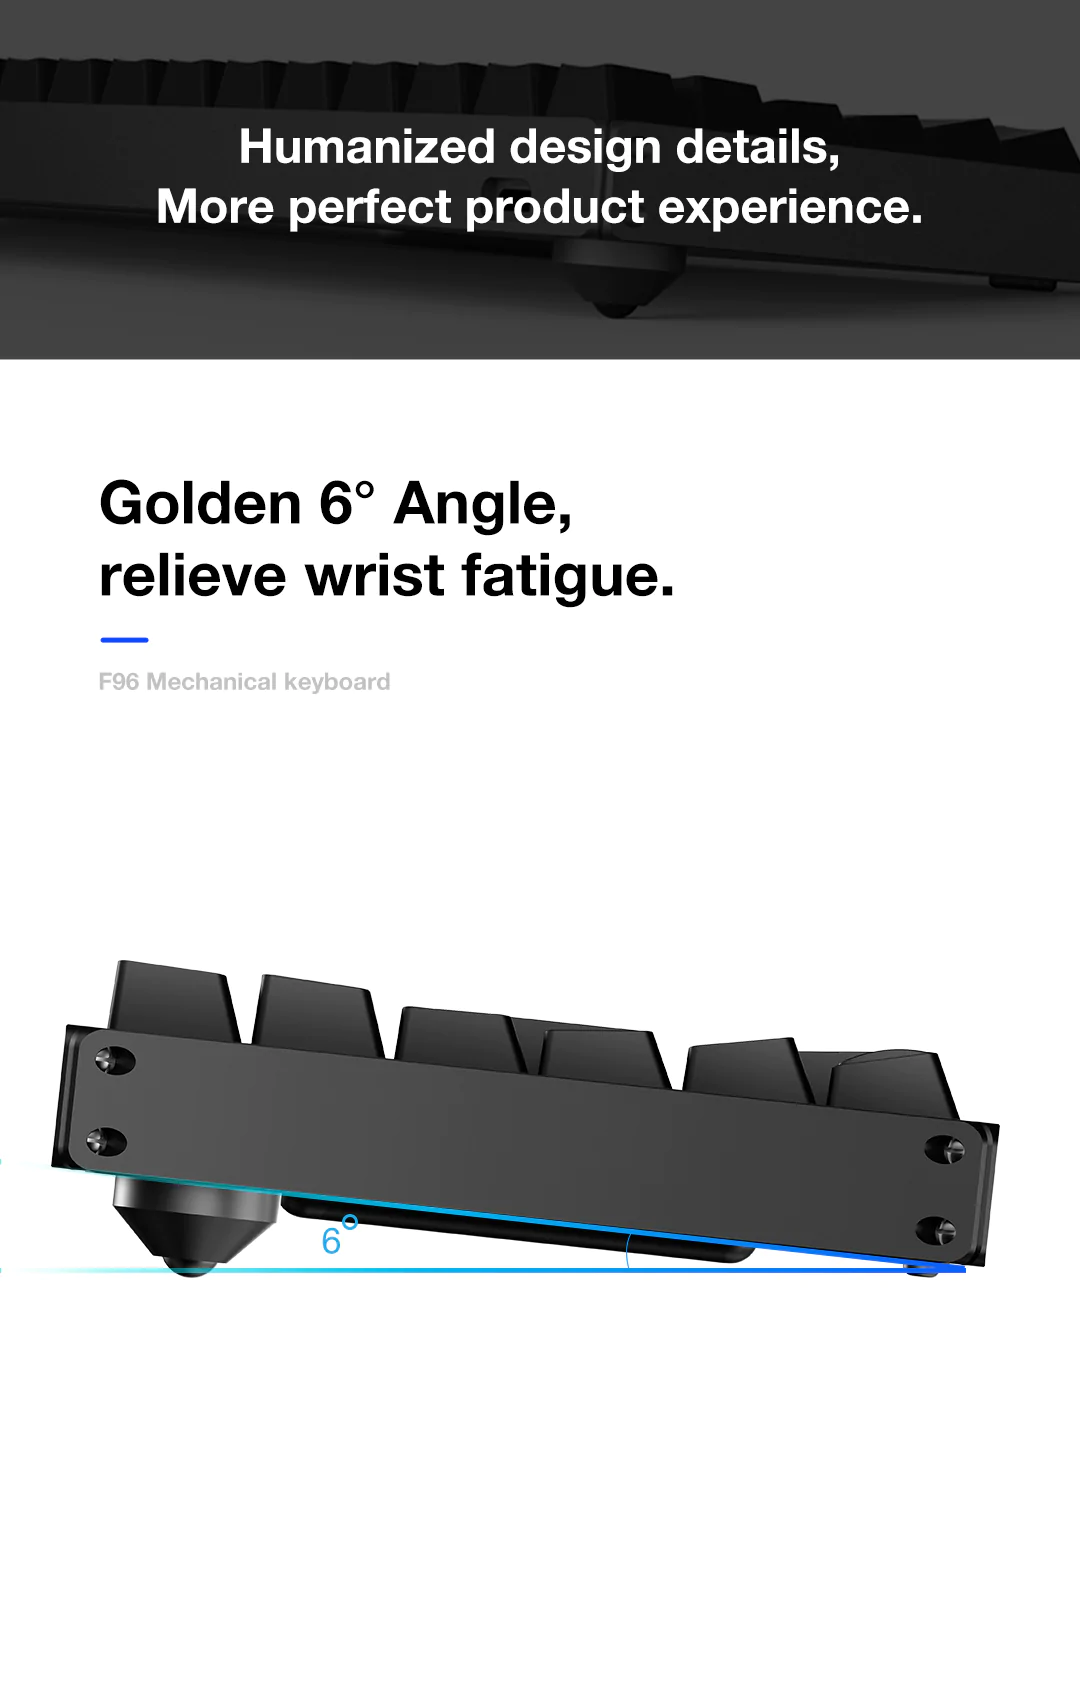 Humanized design details,
More perfect product experience.
Golden 6° Angle,
relieve wrist fatigue.
F96 Mechanical keyboard
6°